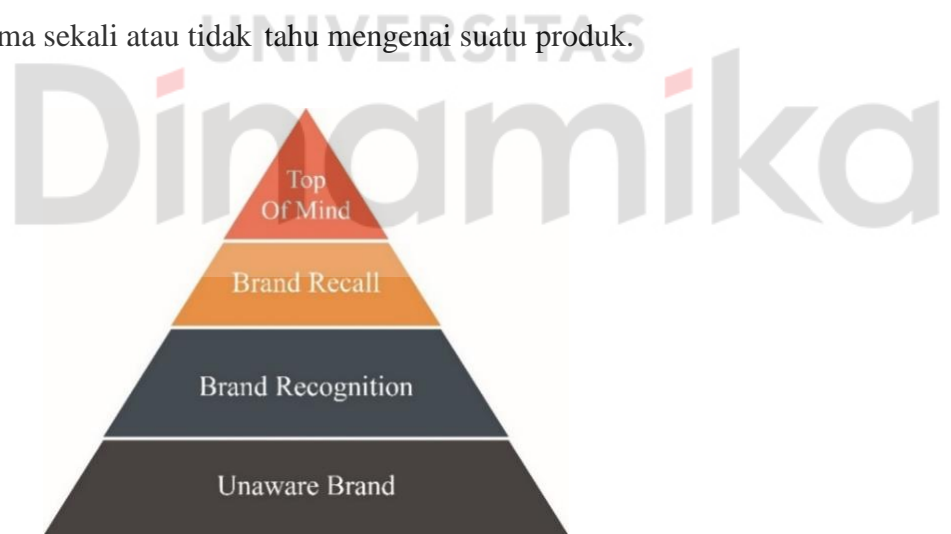 ma sekali atau tidak tahu mengenai suatu produk.
UNIVERSITAS
Dinamika
Top
Of Mind
Brand Recall
Brand Recognition
Unaware Brand